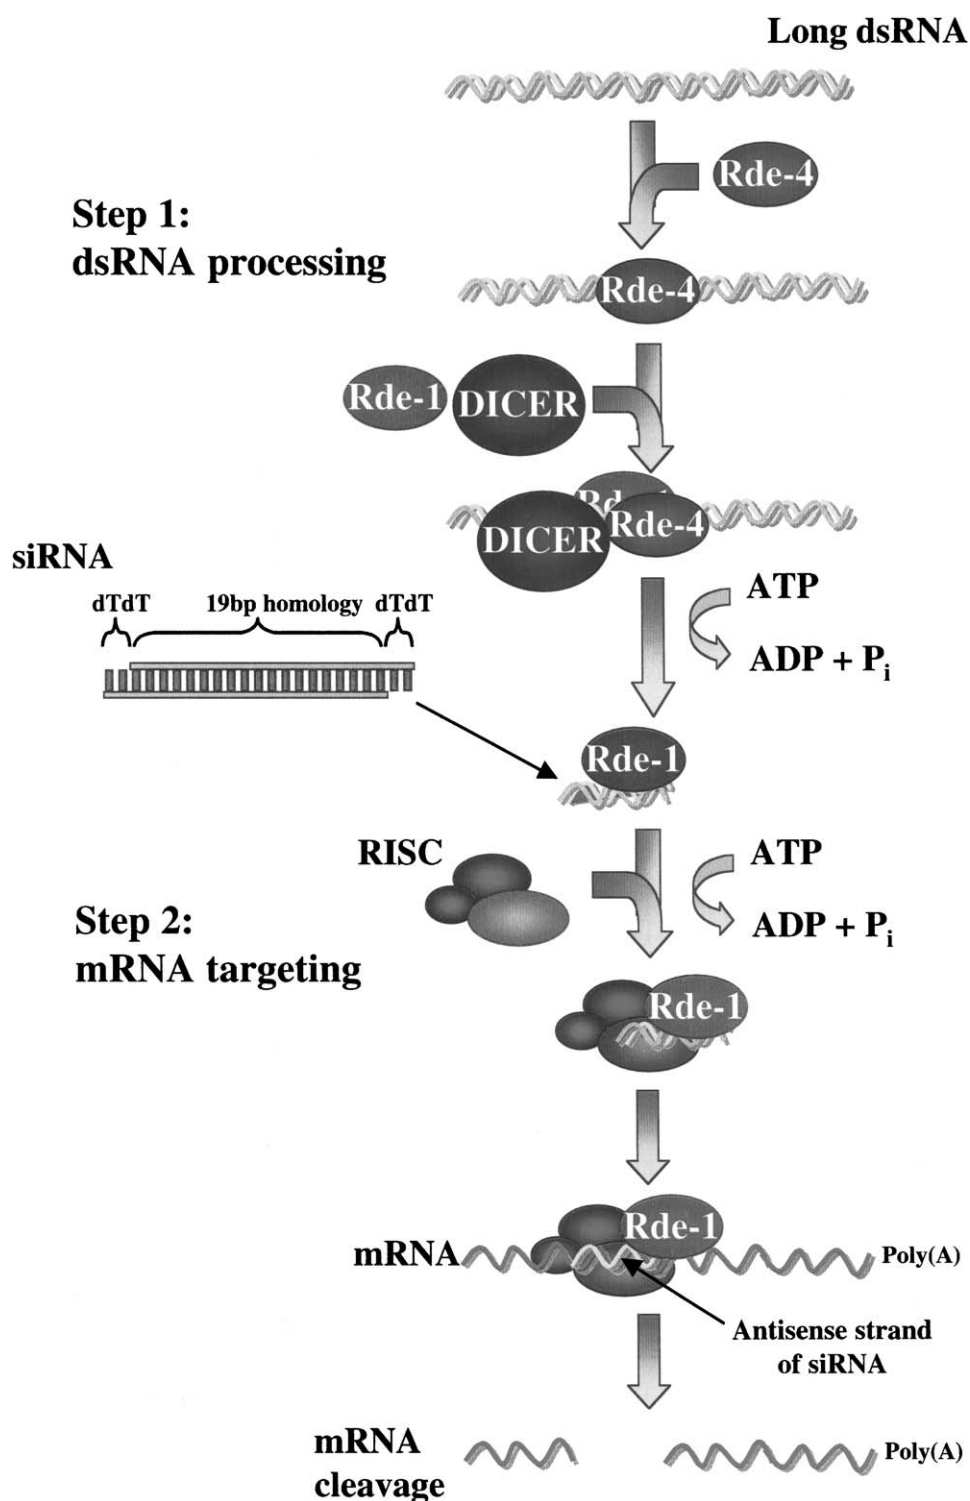 Long dsRNA
Rde-4
Step 1:
dsRNA processing
Rde-4
Rde-1
DICER
Rde-1
DICER
Rde-4
siRNA
dTdT
19bp homology
dTdT
ATP
ADP + Pi
Rde-1
RISC
ATP
ADP + Pi
Step 2:
mRNA targeting
Rde-1
Rde-1
mRNA
Poly(A)
Antisense strand
of siRNA
mRNA
cleavage
Poly(A)